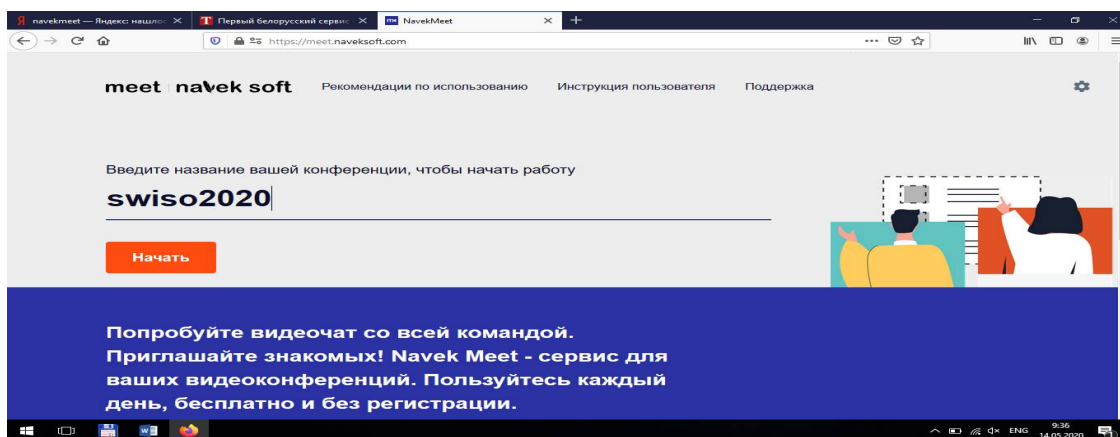 navekmeet — Яндекс: нашлос
Первый белорусский сервис
NavekMeet
https://meet.naveksoft.com
meet navek soft
Рекомендации по использованию
Инструкция пользователя
Поддержка
Введите название вашей конференции, чтобы начать работу
swiso2020
Начать
Попробуйте видеочат со всей командой.
Приглашайте знакомых! Navek Meet - сервис для
ваших видеоконференций. Пользуйтесь каждый
день, бесплатно и без регистрации.
ENG
9:36
14.05.2020